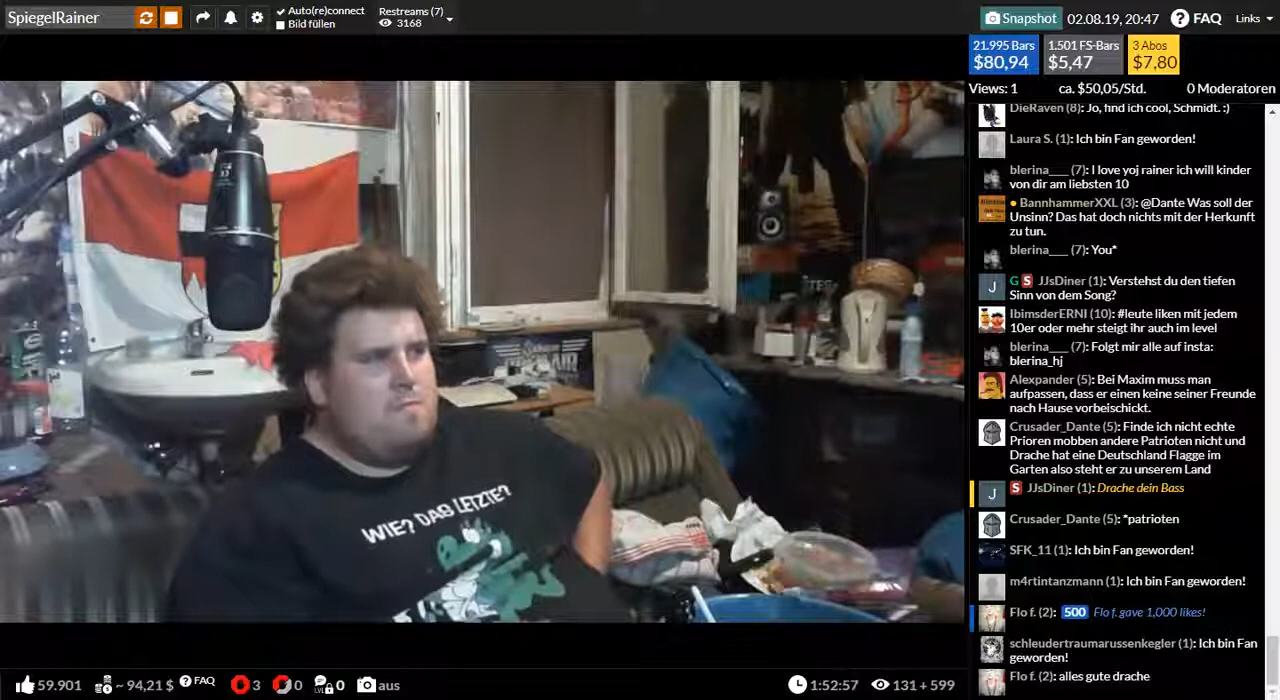 SpiegelRainer
Auto(re)connect
Bild füllen
Restreams (7)
3168
Snapshot
02.08.19, 20:47
FAQ
Links
21.995 Bars
$80,94
1.501 FS-Bars
$5,47
3 Abos
$7,80
Views: 1
ca. $50,05/Std.
0 Moderatoren
DieRaven (8): Jo, find ich cool, Schmidt. :)
Laura S. (1): Ich bin Fan geworden!
blerina___ (7): I love yoj rainer ich will kinder
von dir am liebsten 10
BannhammerXXL (3): @Dante Was soll der
Unsinn? Das hat doch nichts mit der Herkunft
zu tun.
blerina___ (7): You*
J
G S JJsDiner (1): Verstehst du den tiefen
Sinn von dem Song?
IbimsderERNI (10): #leute liken mit jedem
10er oder mehr steigt ihr auch im level
blerina___ (7): Folgt mir alle auf insta:
blerina_hj
Alexpander (5): Bei Maxim muss man
aufpassen, dass er einen keine seiner Freunde
nach Hause vorbeischickt.
Crusader_Dante (5): Finde ich nicht echte
Prioren mobben andere Patrioten nicht und
Drache hat eine Deutschland Flagge im
Garten also steht er zu unserem Land
J
S JJsDiner (1): Drache dein Bass
Crusader_Dante (5): *patrioten
SFK_11 (1): Ich bin Fan geworden!
m4rtintanzmann (1): Ich bin Fan geworden!
Flo f. (2): 500 Flo f. gave 1,000 likes!
schleudertraumarussenkegler (1): Ich bin Fan
geworden!
Flo f. (2): alles gute drache
WIE? DAS LETZTE?
59.901
~ 94,21 $
FAQ
3
0
LVL
0
aus
1:52:57
131 + 599